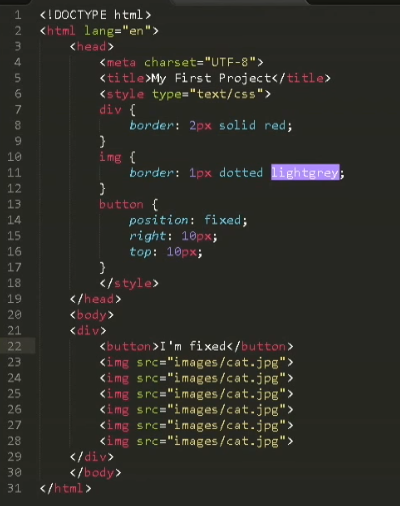 1 <!DOCTYPE html>
2 <html lang="en">
3 <head>
4 <meta charset="UTF-8">
5 <title>My First Project</title>
6 <style type="text/css">
7 div {
8 border: 2px solid red;
9 }
10 img {
11 border: 1px dotted lightgrey;
12 }
13 button {
14 position: fixed;
15 right: 10px;
16 top: 10px;
17 }
18 </style>
19 </head>
20 <body>
21 <div>
22 <button>I'm fixed</button>
23 <img src="images/cat.jpg">
24 <img src="images/cat.jpg">
25 <img src="images/cat.jpg">
26 <img src="images/cat.jpg">
27 <img src="images/cat.jpg">
28 <img src="images/cat.jpg">
29 </div>
30 </body>
31 </html>